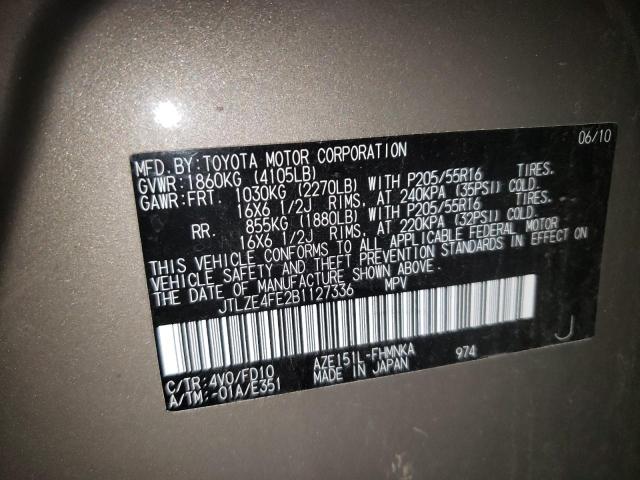 06/10
MFD.BY:TOYOTA MOTOR CORPORATION
GVWR:1860KG (4105LB)
GAWR:FRT. 1030KG (2270LB) WITH P205/55R16 TIRES.
16X6 1/2J RIMS. AT 240KPA (35PSI) COLD.
RR. 855KG (1880LB) WITH P205/55R16 TIRES.
16X6 1/2J RIMS. AT 220KPA (32PSI) COLD.
THIS VEHICLE CONFORMS TO ALL APPLICABLE FEDERAL MOTOR
VEHICLE SAFETY AND THEFT PREVENTION STANDARDS IN EFFECT ON
THE DATE OF MANUFACTURE SHOWN ABOVE.
JTLZE4FE2B1127336 MPV
J
C/TR:4V0/FD10 AZE151L-FHMNKA 974
A/TM:-01A/E351 MADE IN JAPAN